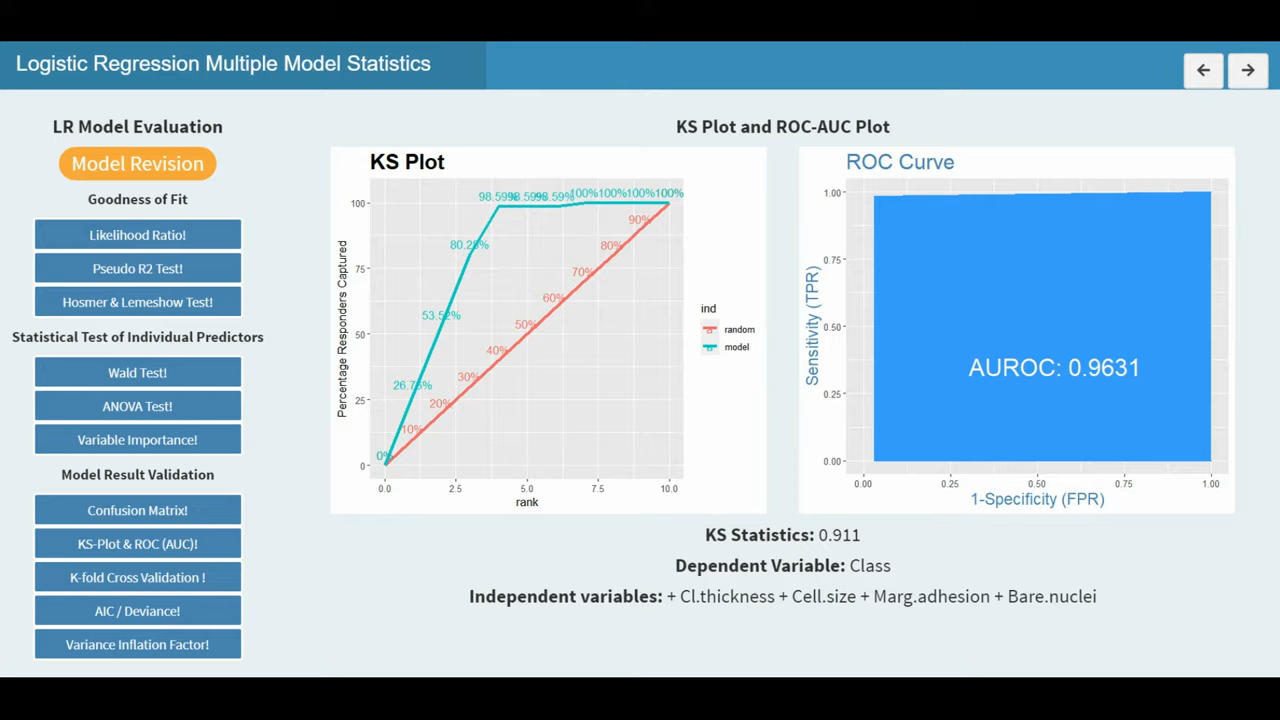 Logistic Regression Multiple Model Statistics
LR Model Evaluation
Model Revision
Goodness of Fit
Likelihood Ratio!
Pseudo R2 Test!
Hosmer & Lemeshow Test!
Statistical Test of Individual Predictors
Wald Test!
ANOVA Test!
Variable Importance!
Model Result Validation
Confusion Matrix!
KS-Plot & ROC (AUC)!
K-fold Cross Validation !
AIC / Deviance!
Variance Inflation Factor!
KS Plot and ROC-AUC Plot
KS Plot
Percentage Responders Captured
100
75
50
25
0
0%
26.76%
53.52%
80.28%
98.59%
98.59%
98.59%
100%
100%
100%
100%
10%
20%
30%
40%
50%
60%
70%
80%
90%
0.0
2.5
5.0
7.5
10.0
rank
ind
random
model
ROC Curve
Sensitivity (TPR)
1.00
0.75
0.50
0.25
0.00
AUROC: 0.9631
0.00
0.25
0.50
0.75
1.00
1-Specificity (FPR)
KS Statistics: 0.911
Dependent Variable: Class
Independent variables: + Cl.thickness + Cell.size + Marg.adhesion + Bare.nuclei